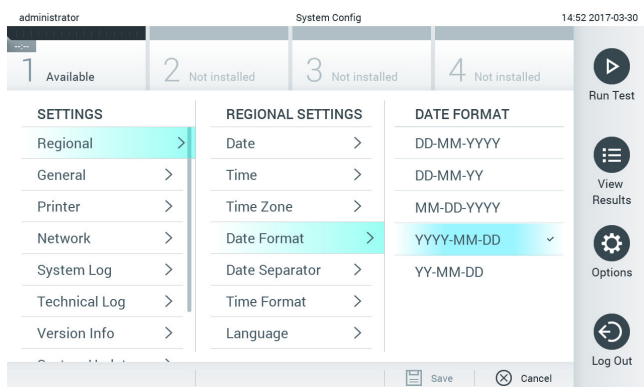 administrator System Config 14:52 2017-03-30
--:--
1 Available 2 Not installed 3 Not installed 4 Not installed
Run Test
SETTINGS
Regional
General
Printer
Network
System Log
Technical Log
Version Info
REGIONAL SETTINGS
Date
Time
Time Zone
Date Format
Date Separator
Time Format
Language
DATE FORMAT
DD-MM-YYYY
DD-MM-YY
MM-DD-YYYY
YYYY-MM-DD
YY-MM-DD
View
Results
Options
Log Out
Save Cancel